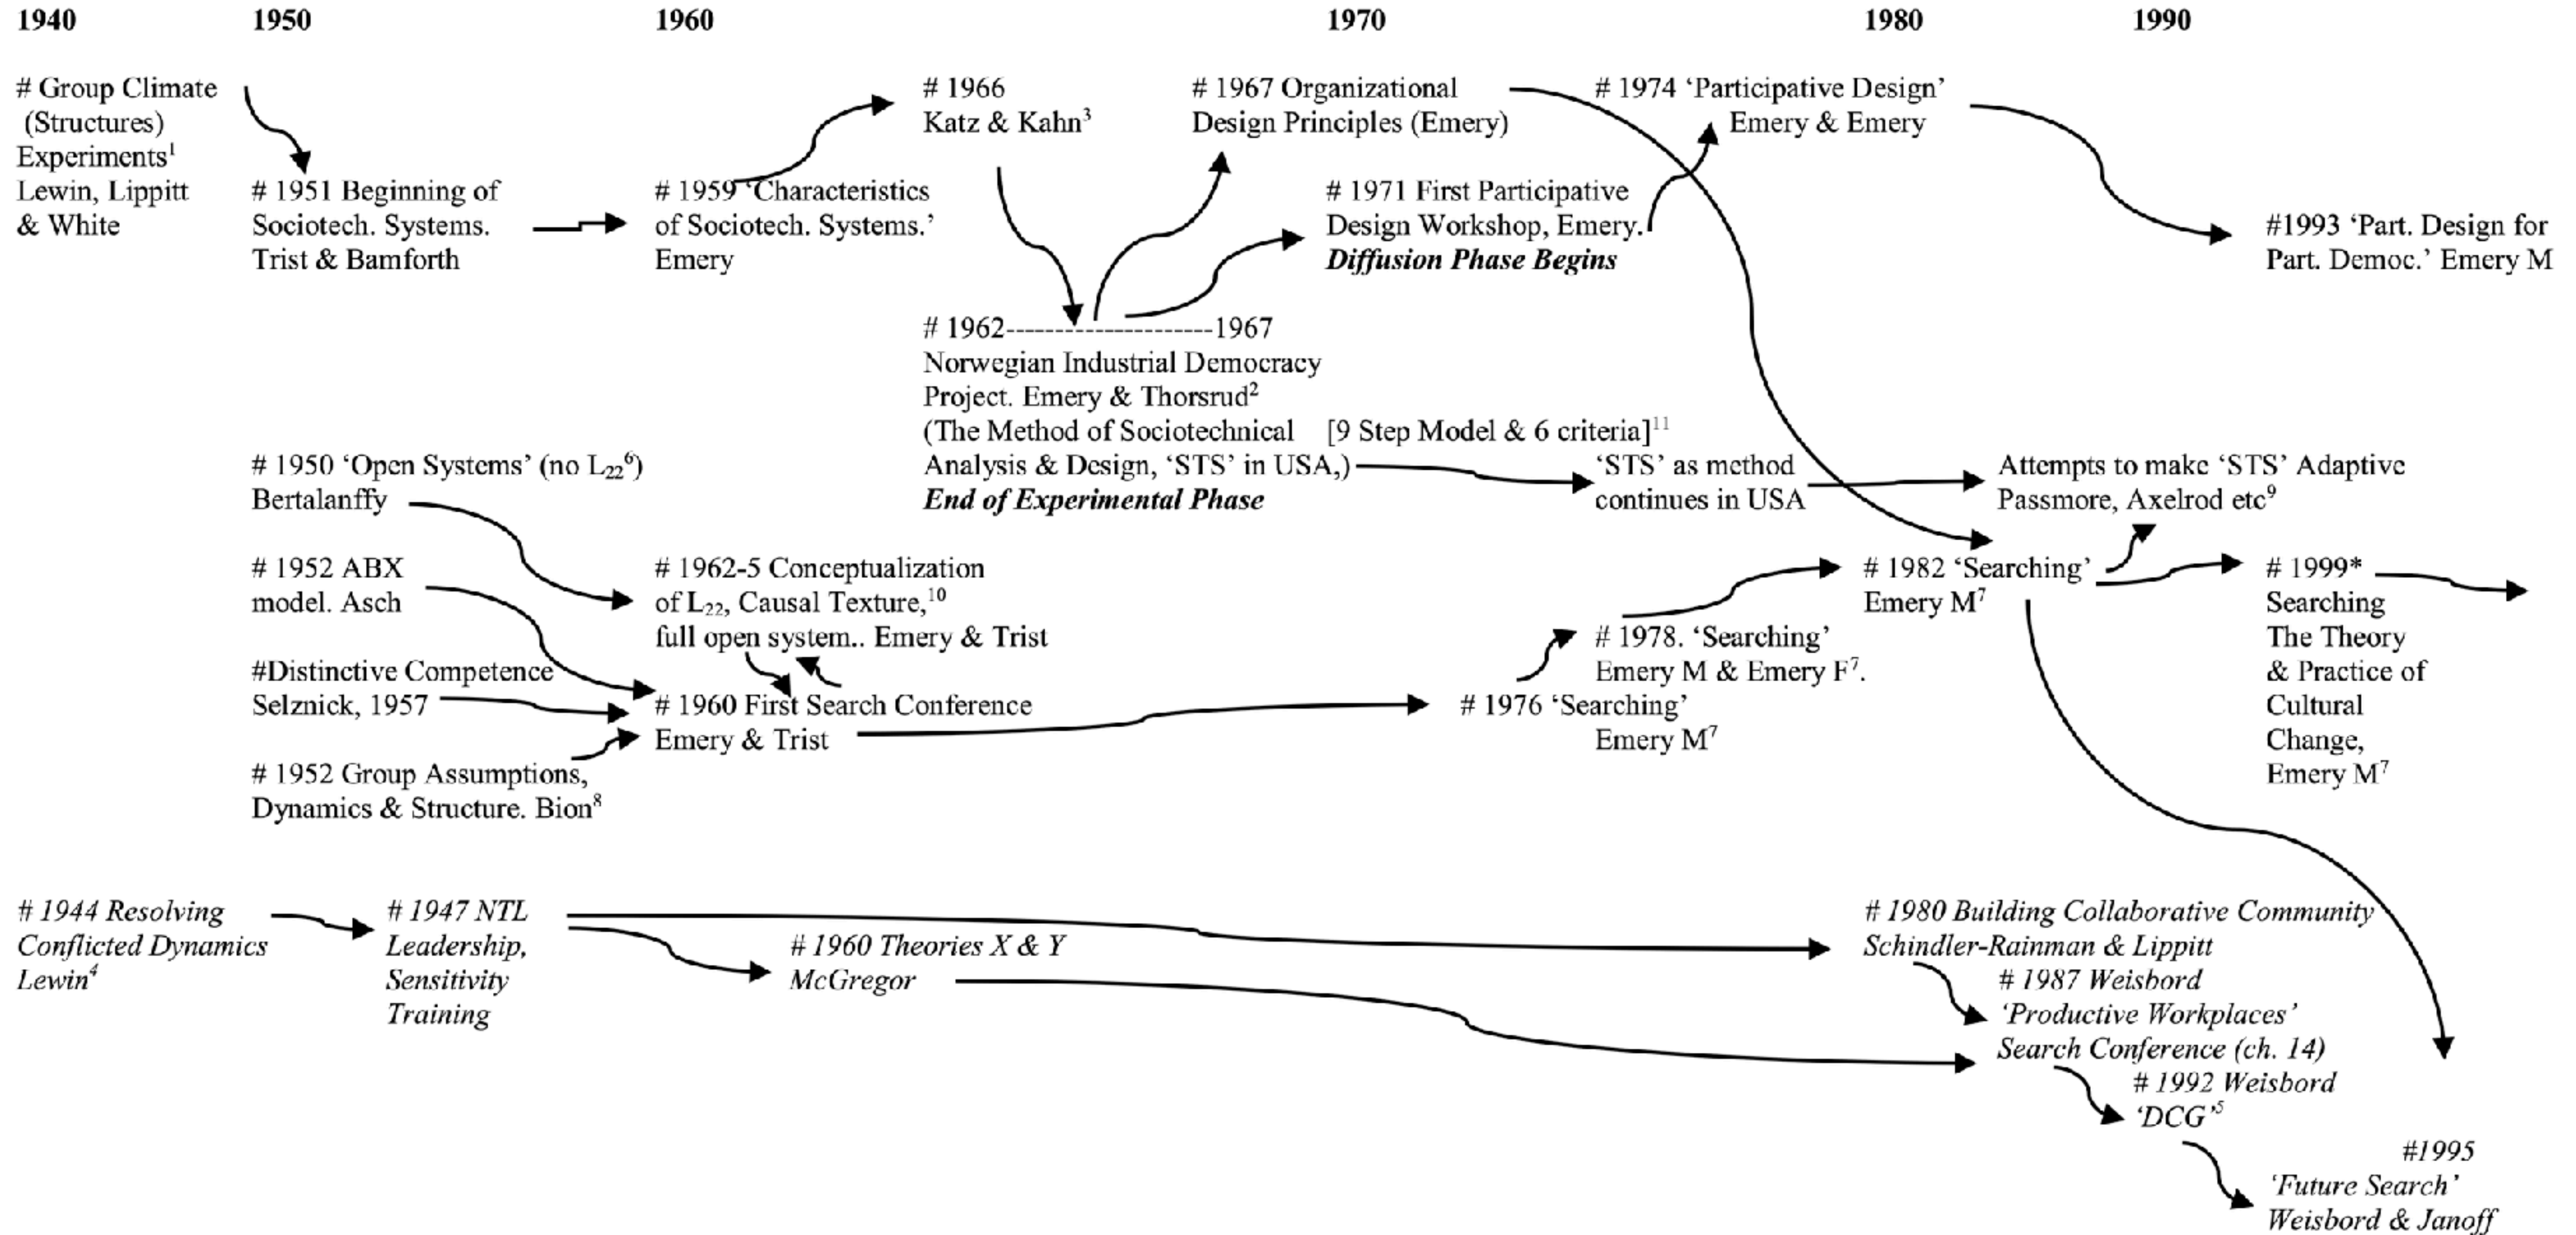 1940 1950 1960 1970 1980 1990
# Group Climate
(Structures)
Experiments¹
Lewin, Lippitt
& White
# 1951 Beginning of
Sociotech. Systems.
Trist & Bamforth
# 1959 ‘Characteristics
of Sociotech. Systems.’
Emery
# 1966
Katz & Kahn³
# 1967 Organizational
Design Principles (Emery)
# 1974 ‘Participative Design’
Emery & Emery
# 1971 First Participative
Design Workshop, Emery.
Diffusion Phase Begins
#1993 ‘Part. Design for
Part. Democ.’ Emery M
# 1962---------------------1967
Norwegian Industrial Democracy
Project. Emery & Thorsrud²
(The Method of Sociotechnical [9 Step Model & 6 criteria]¹¹
Analysis & Design, ‘STS’ in USA,)
End of Experimental Phase
‘STS’ as method
continues in USA
Attempts to make ‘STS’ Adaptive
Passmore, Axelrod etc⁹
# 1950 ‘Open Systems’ (no L₂₂⁶)
Bertalanffy
# 1952 ABX
model. Asch
#Distinctive Competence
Selznick, 1957
# 1952 Group Assumptions,
Dynamics & Structure. Bion⁸
# 1962-5 Conceptualization
of L₂₂, Causal Texture,¹⁰
full open system.. Emery & Trist
# 1960 First Search Conference
Emery & Trist
# 1976 ‘Searching’
Emery M⁷
# 1978. ‘Searching’
Emery M & Emery F⁷.
# 1982 ‘Searching’
Emery M⁷
# 1999*
Searching
The Theory
& Practice of
Cultural
Change,
Emery M⁷
# 1944 Resolving
Conflicted Dynamics
Lewin⁴
# 1947 NTL
Leadership,
Sensitivity
Training
# 1960 Theories X & Y
McGregor
# 1980 Building Collaborative Community
Schindler-Rainman & Lippitt
# 1987 Weisbord
‘Productive Workplaces’
Search Conference (ch. 14)
# 1992 Weisbord
‘DCG’⁵
#1995
‘Future Search’
Weisbord & Janoff